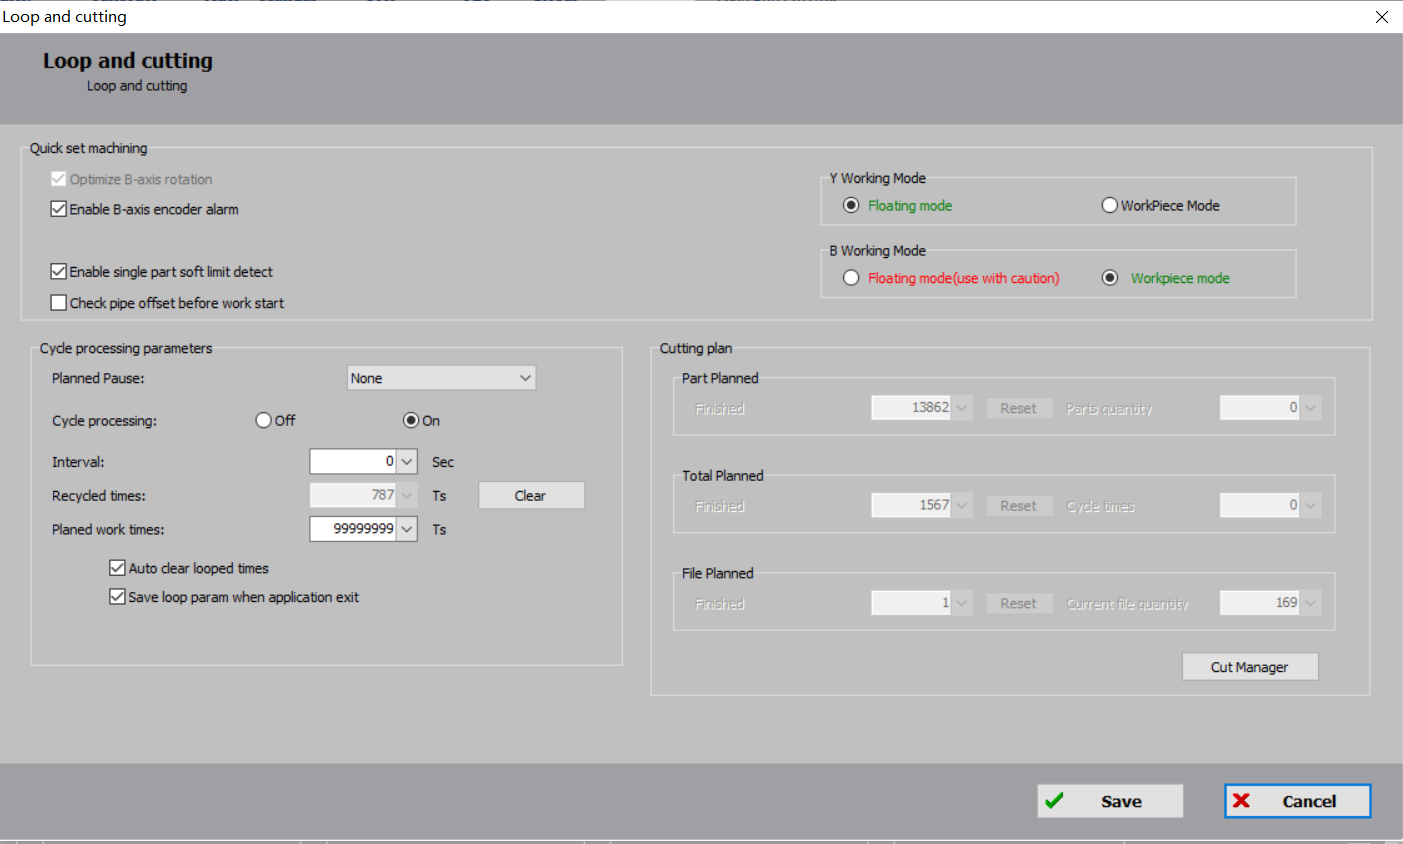 Loop and cutting
Loop and cutting
Loop and cutting
Quick set machining
Optimize B-axis rotation
Enable B-axis encoder alarm
Enable single part soft limit detect
Check pipe offset before work start
Y Working Mode
Floating mode
WorkPiece Mode
B Working Mode
Floating mode(use with caution)
Workpiece mode
Cycle processing parameters
Planned Pause:
None
Cycle processing:
Off
On
Interval:
0
Sec
Recycled times:
787
Ts
Clear
Planed work times:
99999999
Ts
Auto clear looped times
Save loop param when application exit
Cutting plan
Part Planned
Finished
13862
Reset
Parts quantity
0
Total Planned
Finished
1567
Reset
Cycle times
0
File Planned
Finished
1
Reset
Current file quantity
169
Cut Manager
Save
Cancel